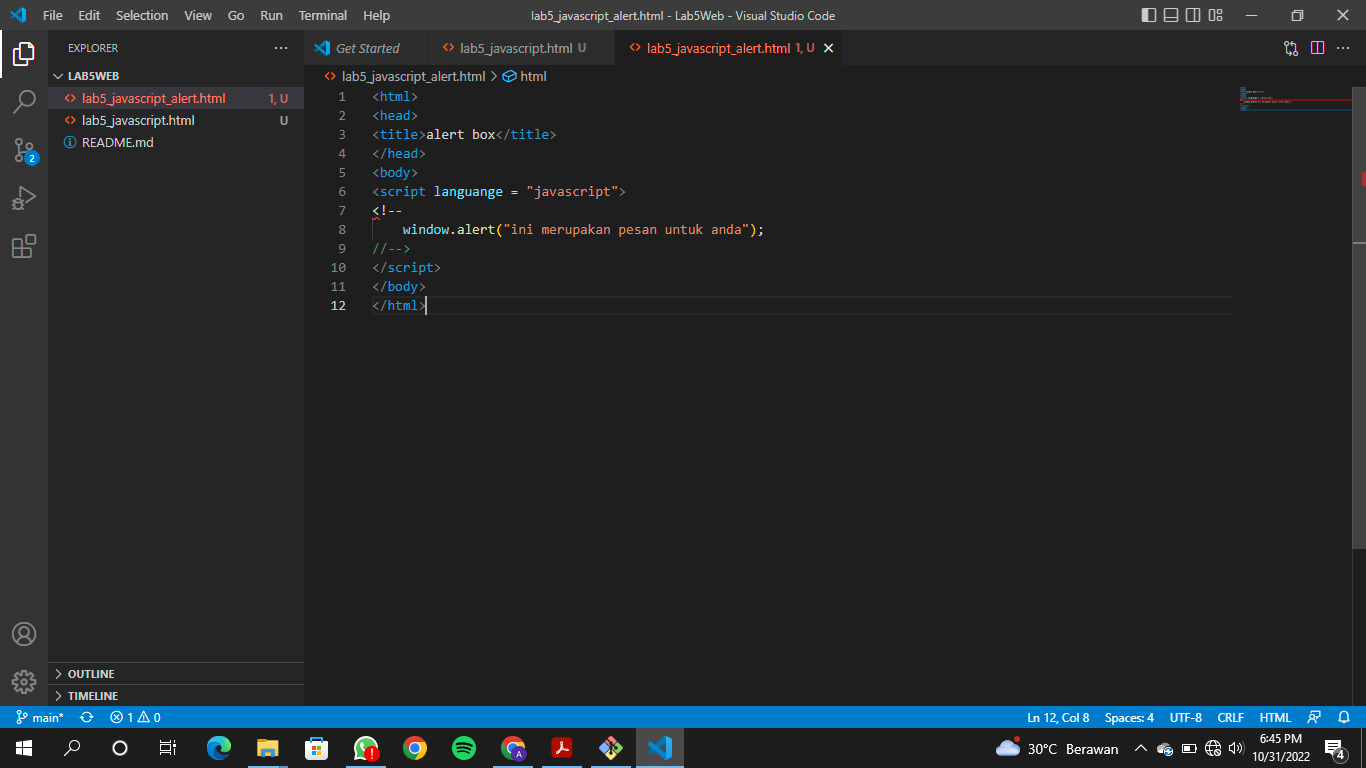 File Edit Selection View Go Run Terminal Help
lab5_javascript_alert.html - Lab5Web - Visual Studio Code
EXPLORER
LAB5WEB
lab5_javascript_alert.html 1, U
lab5_javascript.html U
README.md
OUTLINE
TIMELINE
Get Started
lab5_javascript.html U
lab5_javascript_alert.html 1, U
lab5_javascript_alert.html > html
1 <html>
2 <head>
3 <title>alert box</title>
4 </head>
5 <body>
6 <script languange = "javascript">
7 <!--
8 window.alert("ini merupakan pesan untuk anda");
9 //-->
10 </script>
11 </body>
12 </html>
2
main* 1 0
Ln 12, Col 8 Spaces: 4 UTF-8 CRLF HTML
30°C Berawan
6:45 PM
10/31/2022
4